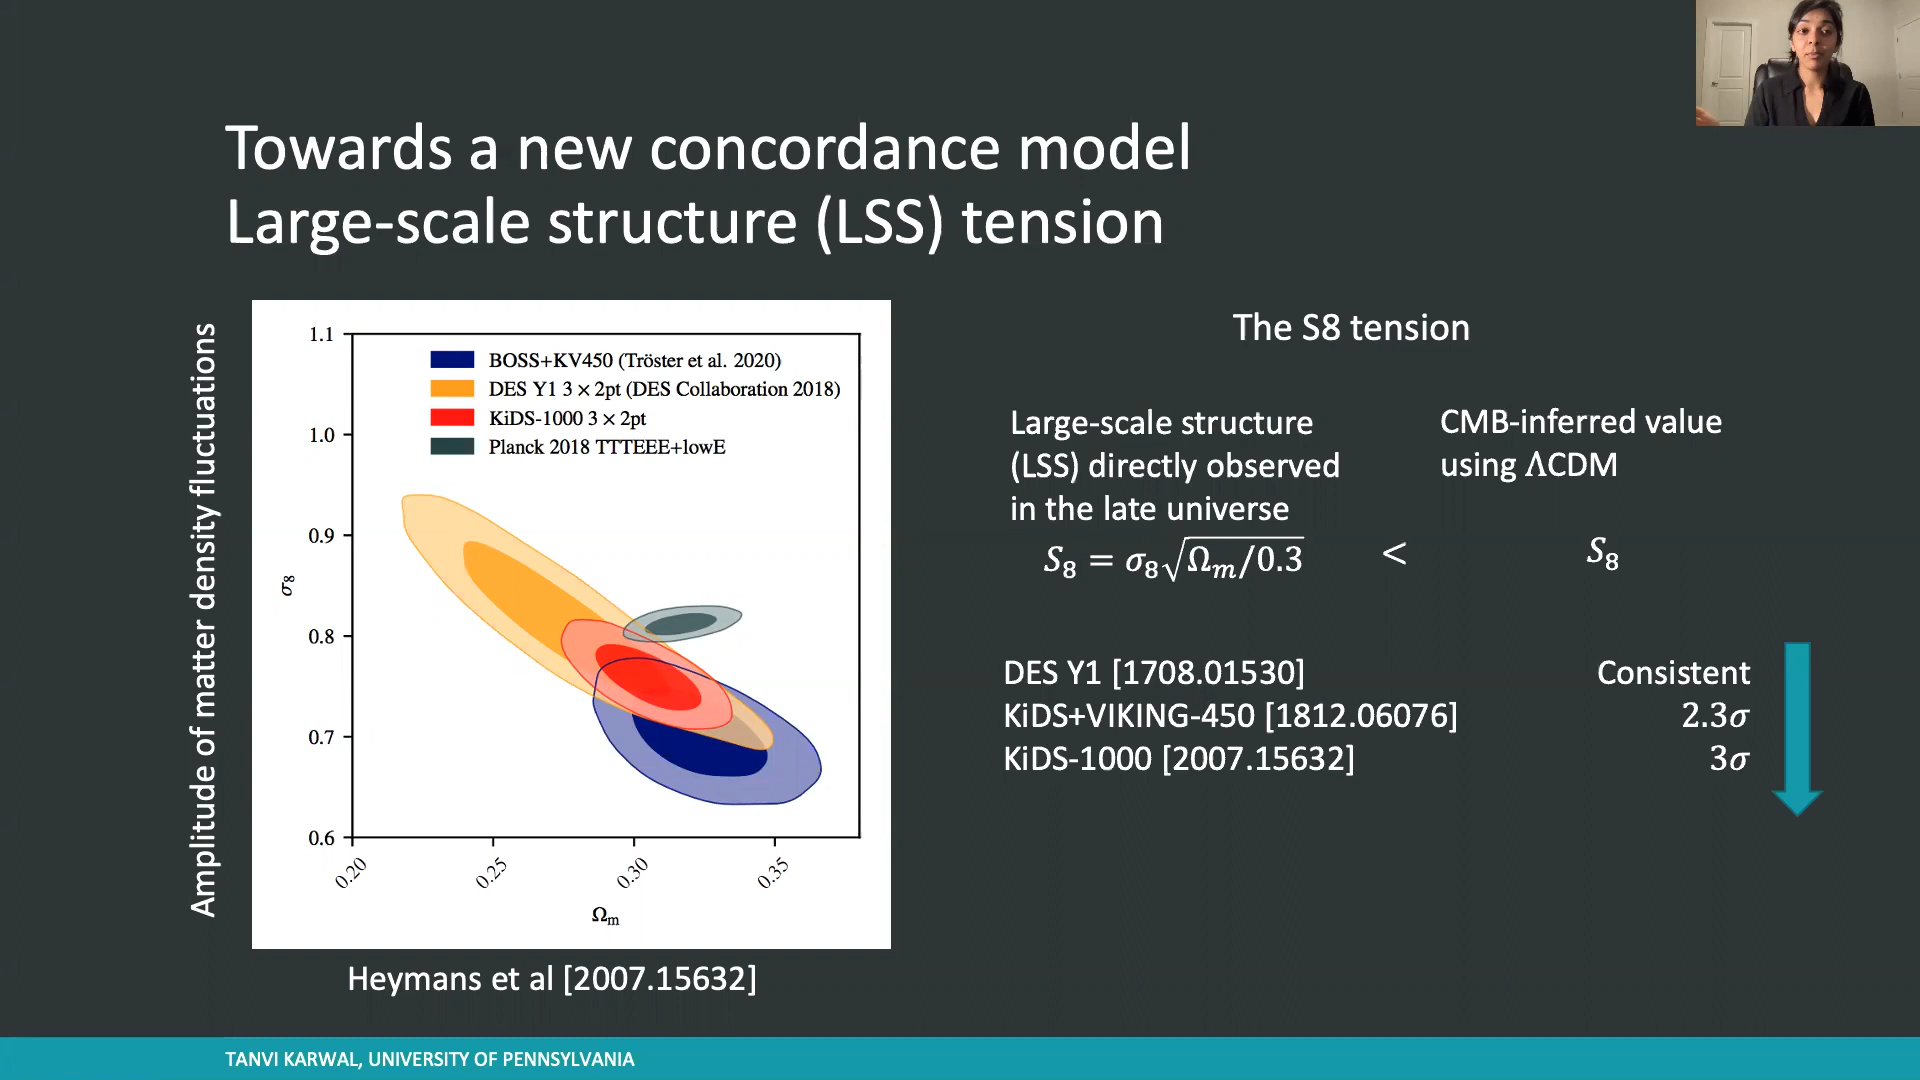 Towards a new concordance model
Large-scale structure (LSS) tension
Amplitude of matter density fluctuations
1.1
1.0
0.9
0.8
0.7
0.6
σ8
BOSS+KV450 (Tröster et al. 2020)
DES Y1 3 × 2pt (DES Collaboration 2018)
KiDS-1000 3 × 2pt
Planck 2018 TTTEEE+lowE
0.20
0.25
0.30
0.35
Ωm
Heymans et al [2007.15632]
The S8 tension
Large-scale structure
(LSS) directly observed
in the late universe
CMB-inferred value
using ΛCDM
S8 = σ8√Ωm/0.3 < S8
DES Y1 [1708.01530] Consistent
KiDS+VIKING-450 [1812.06076] 2.3σ
KiDS-1000 [2007.15632] 3σ
TANVI KARWAL, UNIVERSITY OF PENNSYLVANIA